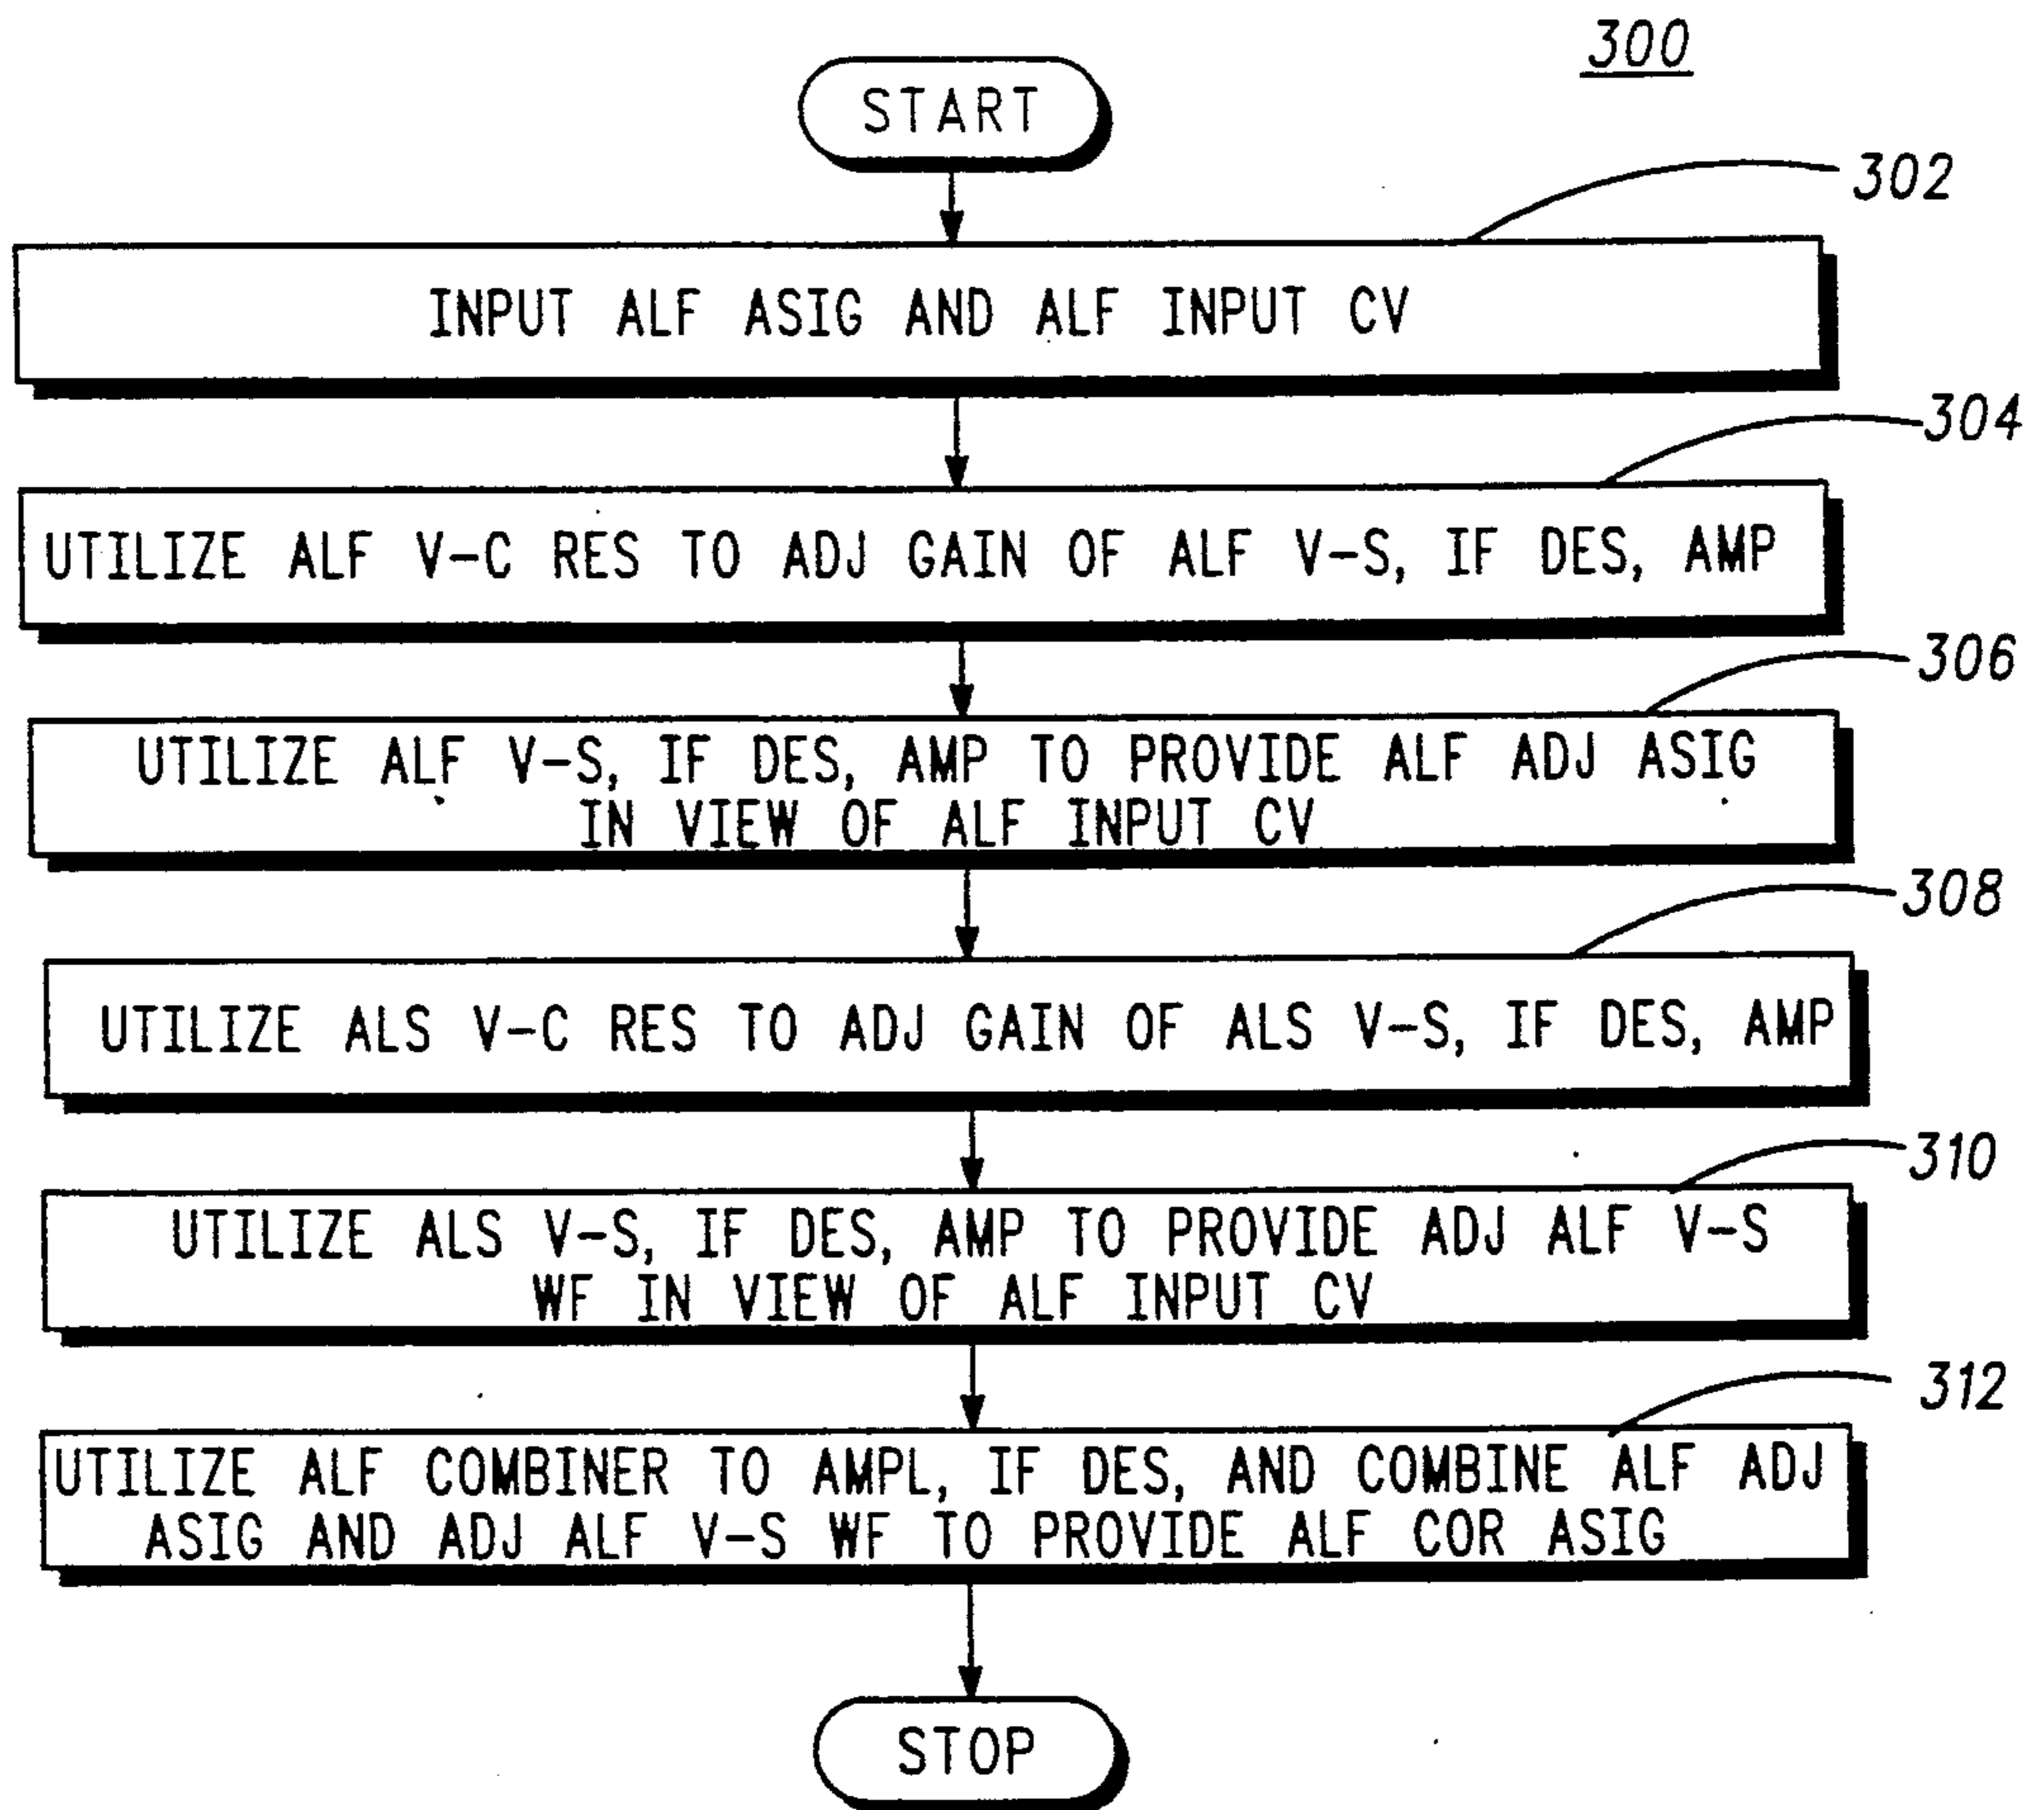 300
START
302
INPUT ALF ASIG AND ALF INPUT CV
304
UTILIZE ALF V-C RES TO ADJ GAIN OF ALF V-S, IF DES, AMP
306
UTILIZE ALF V-S, IF DES, AMP TO PROVIDE ALF ADJ ASIG
IN VIEW OF ALF INPUT CV
308
UTILIZE ALS V-C RES TO ADJ GAIN OF ALS V-S, IF DES, AMP
310
UTILIZE ALS V-S, IF DES, AMP TO PROVIDE ADJ ALF V-S
WF IN VIEW OF ALF INPUT CV
312
UTILIZE ALF COMBINER TO AMPL, IF DES, AND COMBINE ALF ADJ
ASIG AND ADJ ALF V-S WF TO PROVIDE ALF COR ASIG
STOP